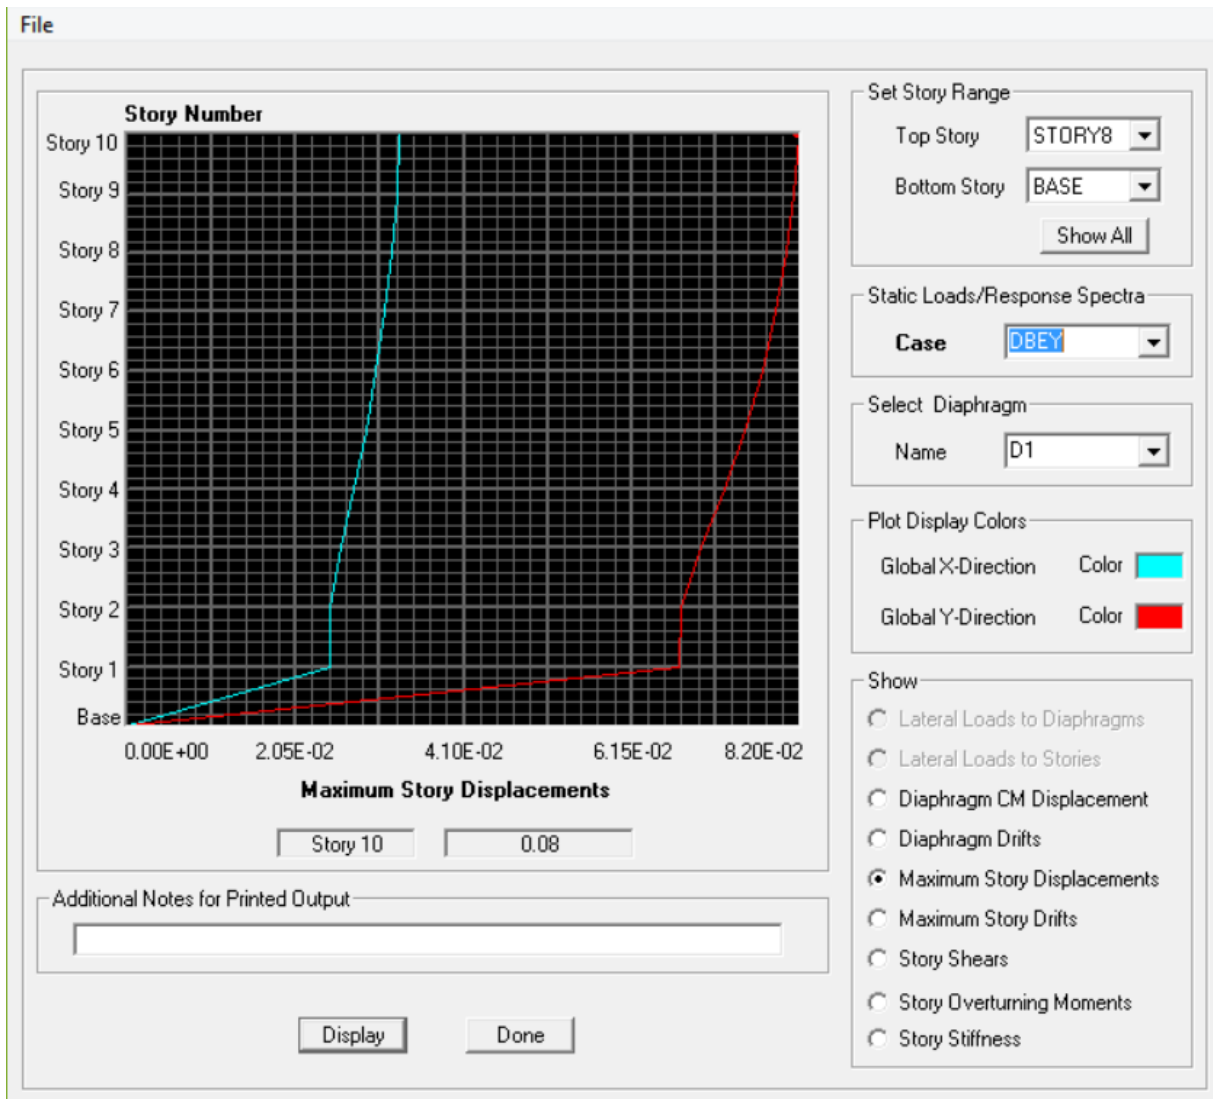 File
Story Number
Story 10
Story 9
Story 8
Story 7
Story 6
Story 5
Story 4
Story 3
Story 2
Story 1
Base
0.00E+00 2.05E-02 4.10E-02 6.15E-02 8.20E-02
Maximum Story Displacements
Story 10 0.08
Additional Notes for Printed Output
Display Done
Set Story Range
Top Story STORY8
Bottom Story BASE
Show All
Static Loads/Response Spectra
Case DBEY
Select Diaphragm
Name D1
Plot Display Colors
Global X-Direction Color
Global Y-Direction Color
Show
Lateral Loads to Diaphragms
Lateral Loads to Stories
Diaphragm CM Displacement
Diaphragm Drifts
Maximum Story Displacements
Maximum Story Drifts
Story Shears
Story Overturning Moments
Story Stiffness